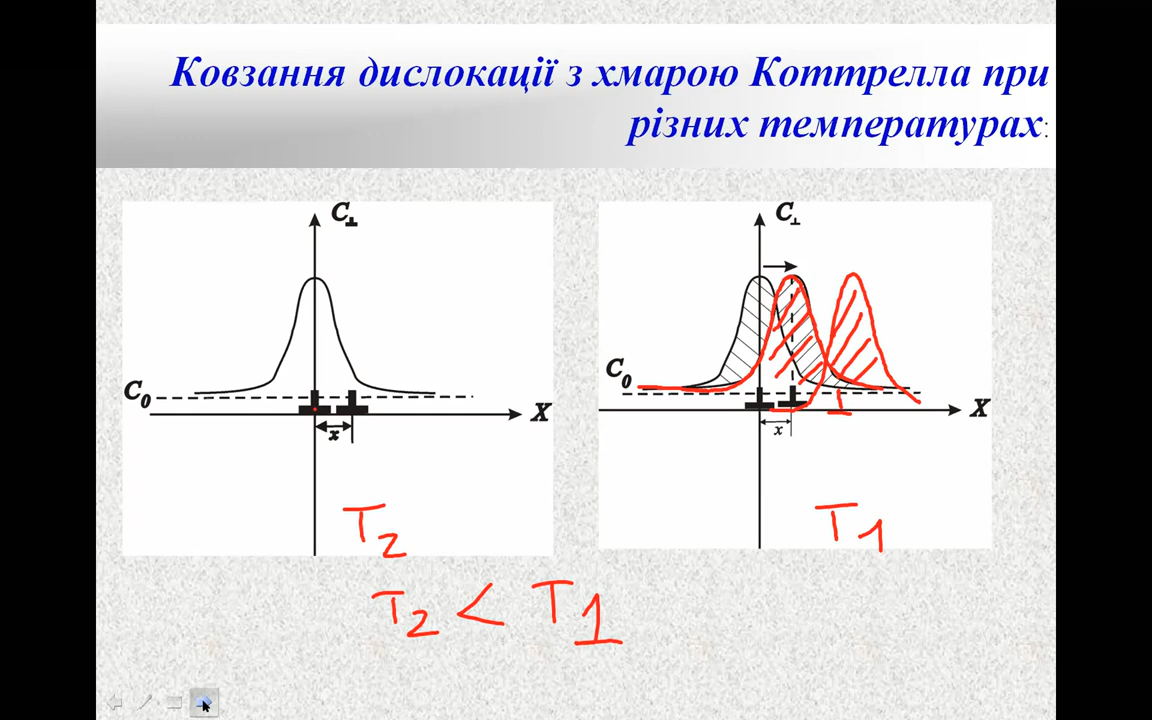 Ковзання дислокації з хмарою Коттрелла при
різних температурах:
C⊥
C₀
X
x
T₂
C⊥
C₀
X
x
T₁
T₂ < T₁